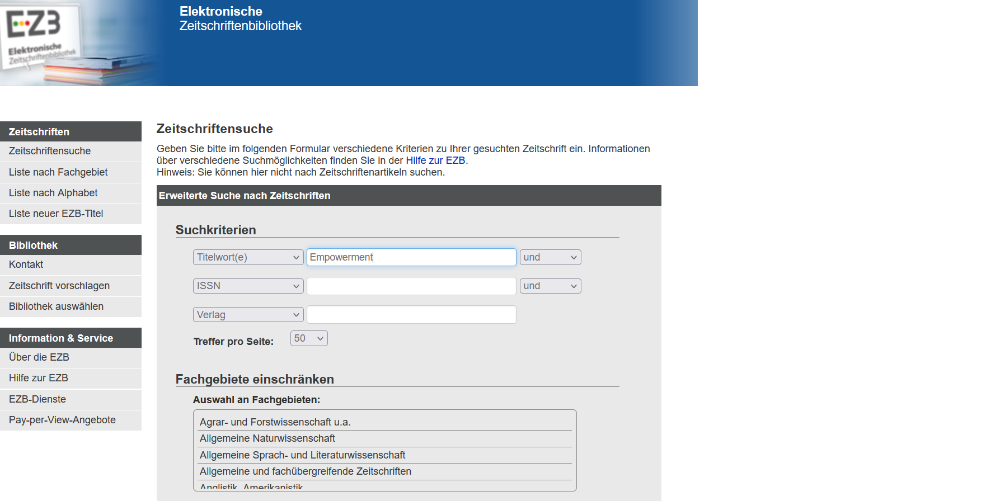 EZB
Elektronische
Zeitschriftenbibliothek
Elektronische
Zeitschriftenbibliothek
Zeitschriften
Zeitschriftensuche
Liste nach Fachgebiet
Liste nach Alphabet
Liste neuer EZB-Titel
Bibliothek
Kontakt
Zeitschrift vorschlagen
Bibliothek auswählen
Information & Service
Über die EZB
Hilfe zur EZB
EZB-Dienste
Pay-per-View-Angebote
Zeitschriftensuche
Geben Sie bitte im folgenden Formular verschiedene Kriterien zu Ihrer gesuchten Zeitschrift ein. Informationen
über verschiedene Suchmöglichkeiten finden Sie in der Hilfe zur EZB.
Hinweis: Sie können hier nicht nach Zeitschriftenartikeln suchen.
Erweiterte Suche nach Zeitschriften
Suchkriterien
Titelwort(e) Empowerment und
ISSN und
Verlag
Treffer pro Seite: 50
Fachgebiete einschränken
Auswahl an Fachgebieten:
Agrar- und Forstwissenschaft u.a.
Allgemeine Naturwissenschaft
Allgemeine Sprach- und Literaturwissenschaft
Allgemeine und fachübergreifende Zeitschriften
Anglistik, Amerikanistik